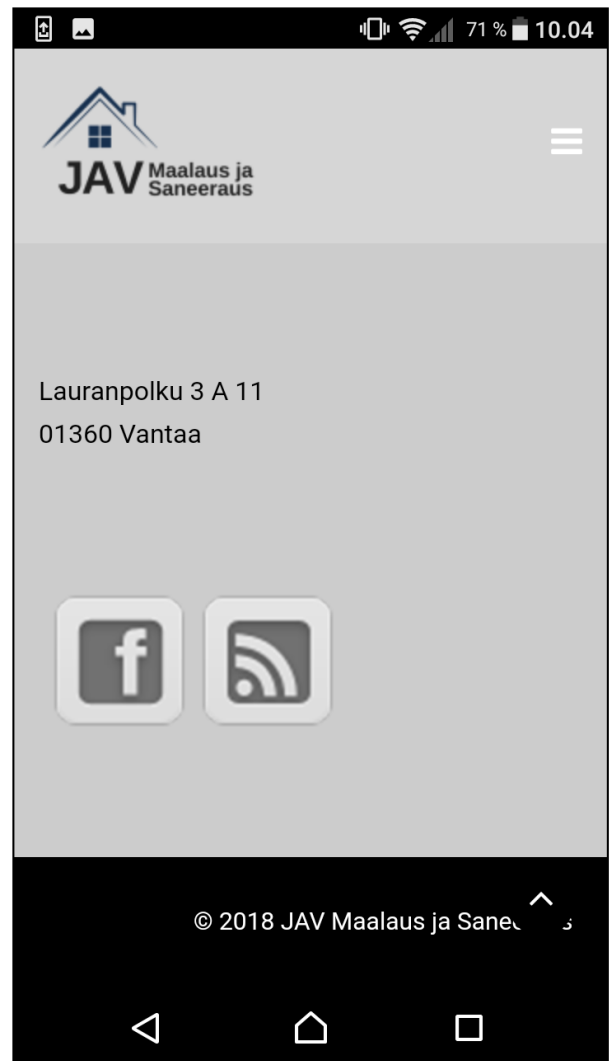 71 % 10.04
JAV Maalaus ja
Saneeraus
Lauranpolku 3 A 11
01360 Vantaa
f
© 2018 JAV Maalaus ja